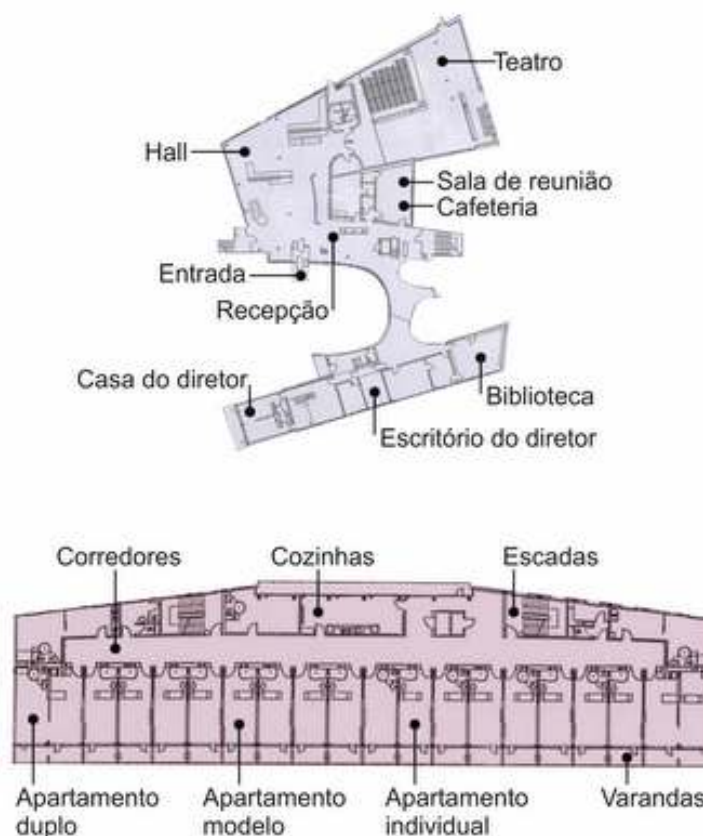 Teatro
Hall
Sala de reunião
Cafeteria
Entrada
Recepção
Casa do diretor
Biblioteca
Escritório do diretor
Corredores
Cozinhas
Escadas
Apartamento
duplo
Apartamento
modelo
Apartamento
individual
Varandas